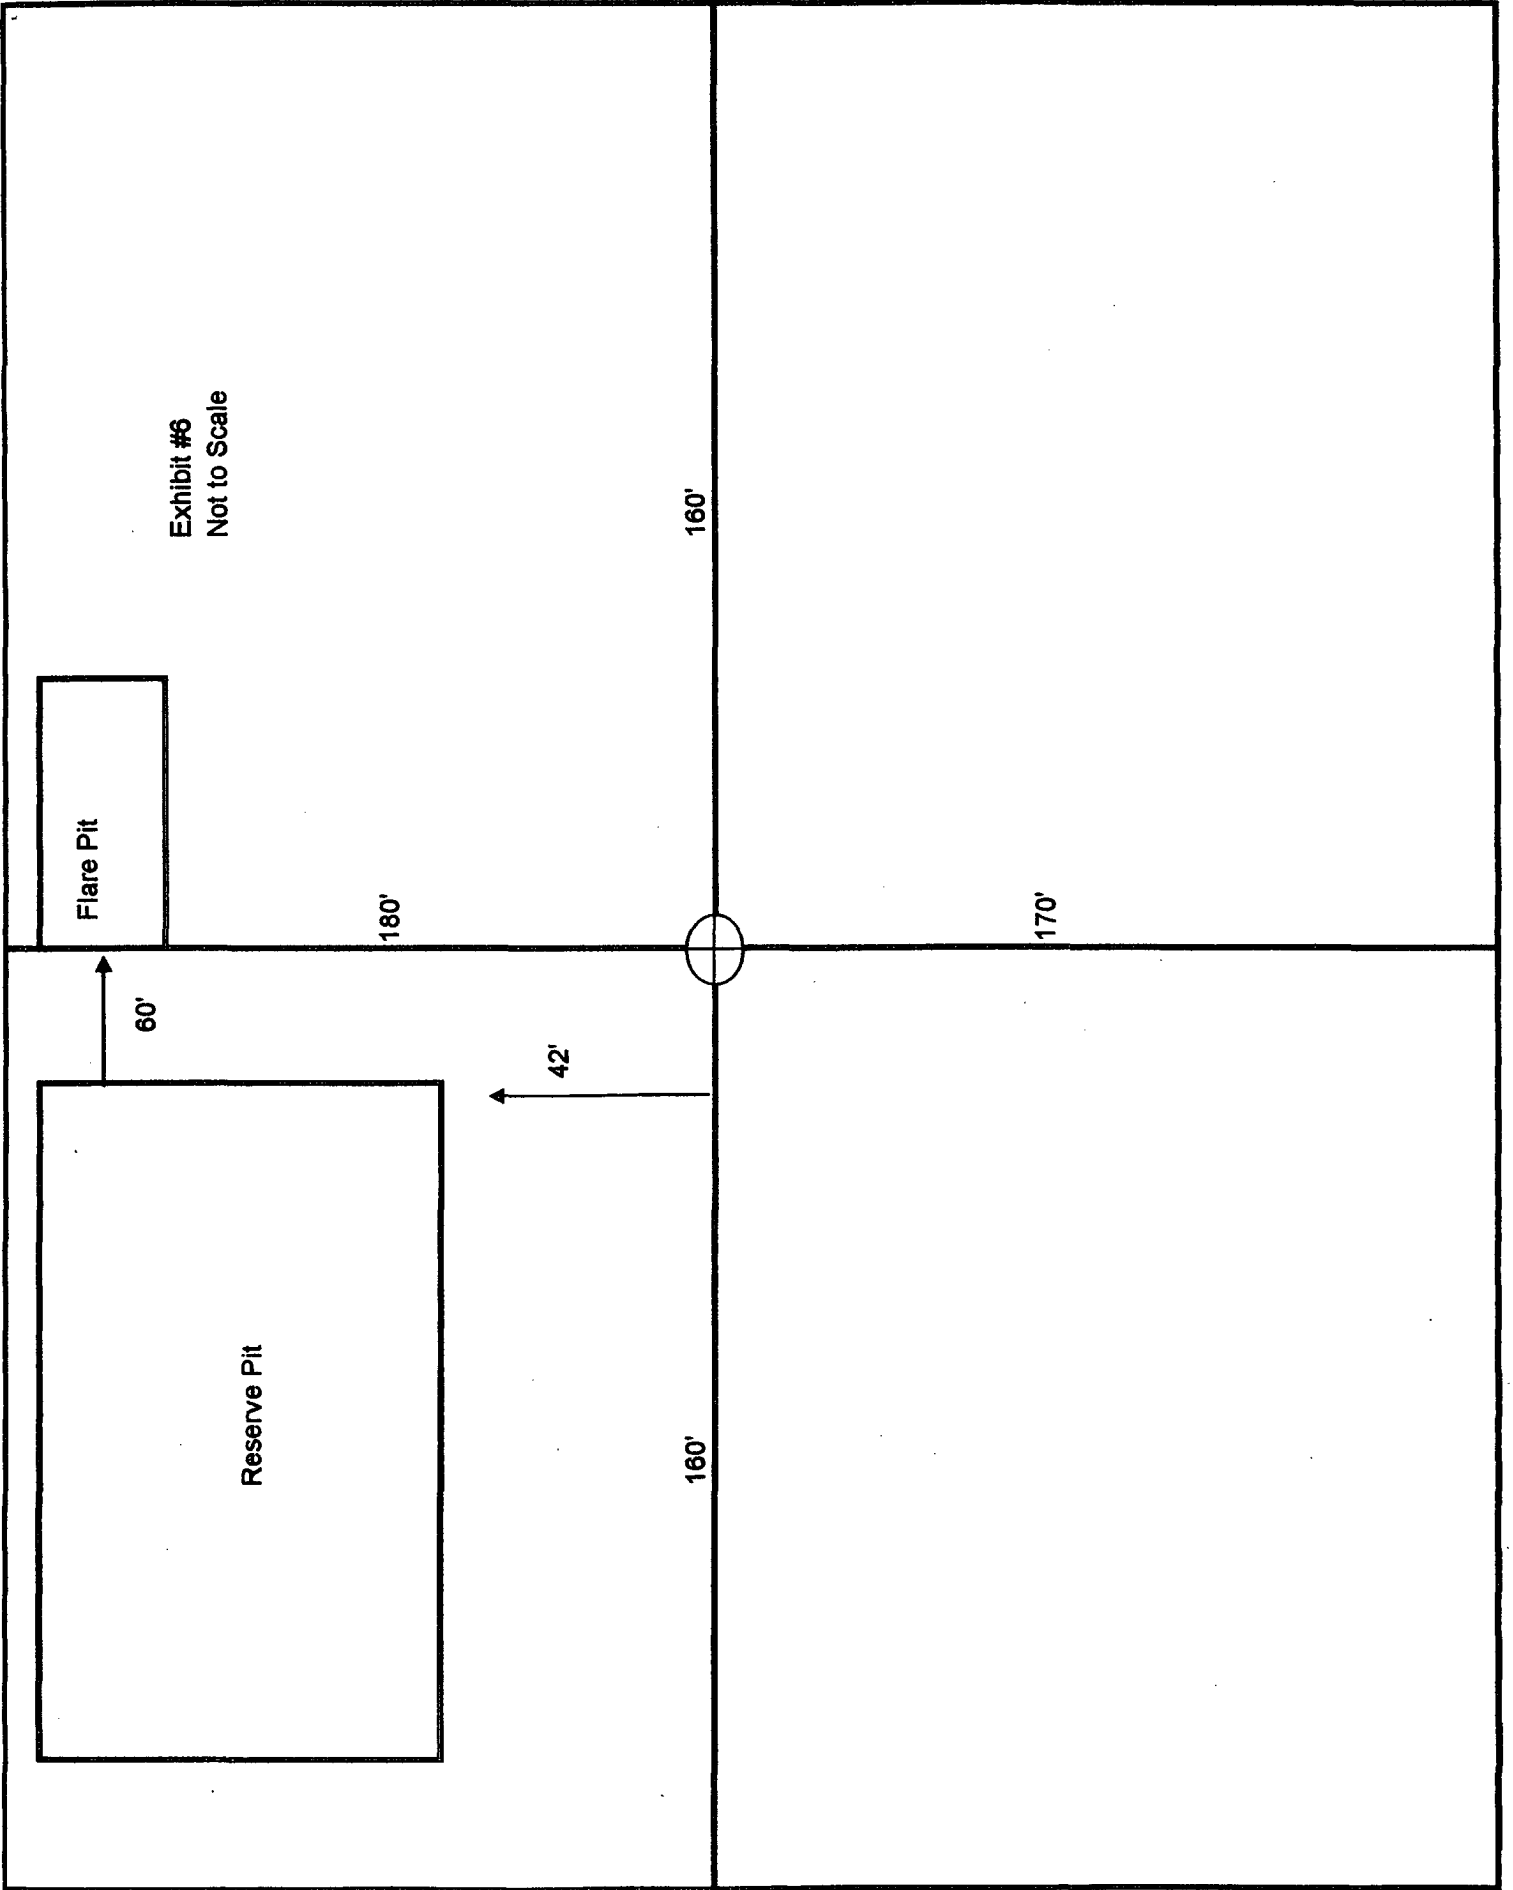 Exhibit #6
Not to Scale
Flare Pit
60'
180'
42'
Reserve Pit
160'
160'
170'